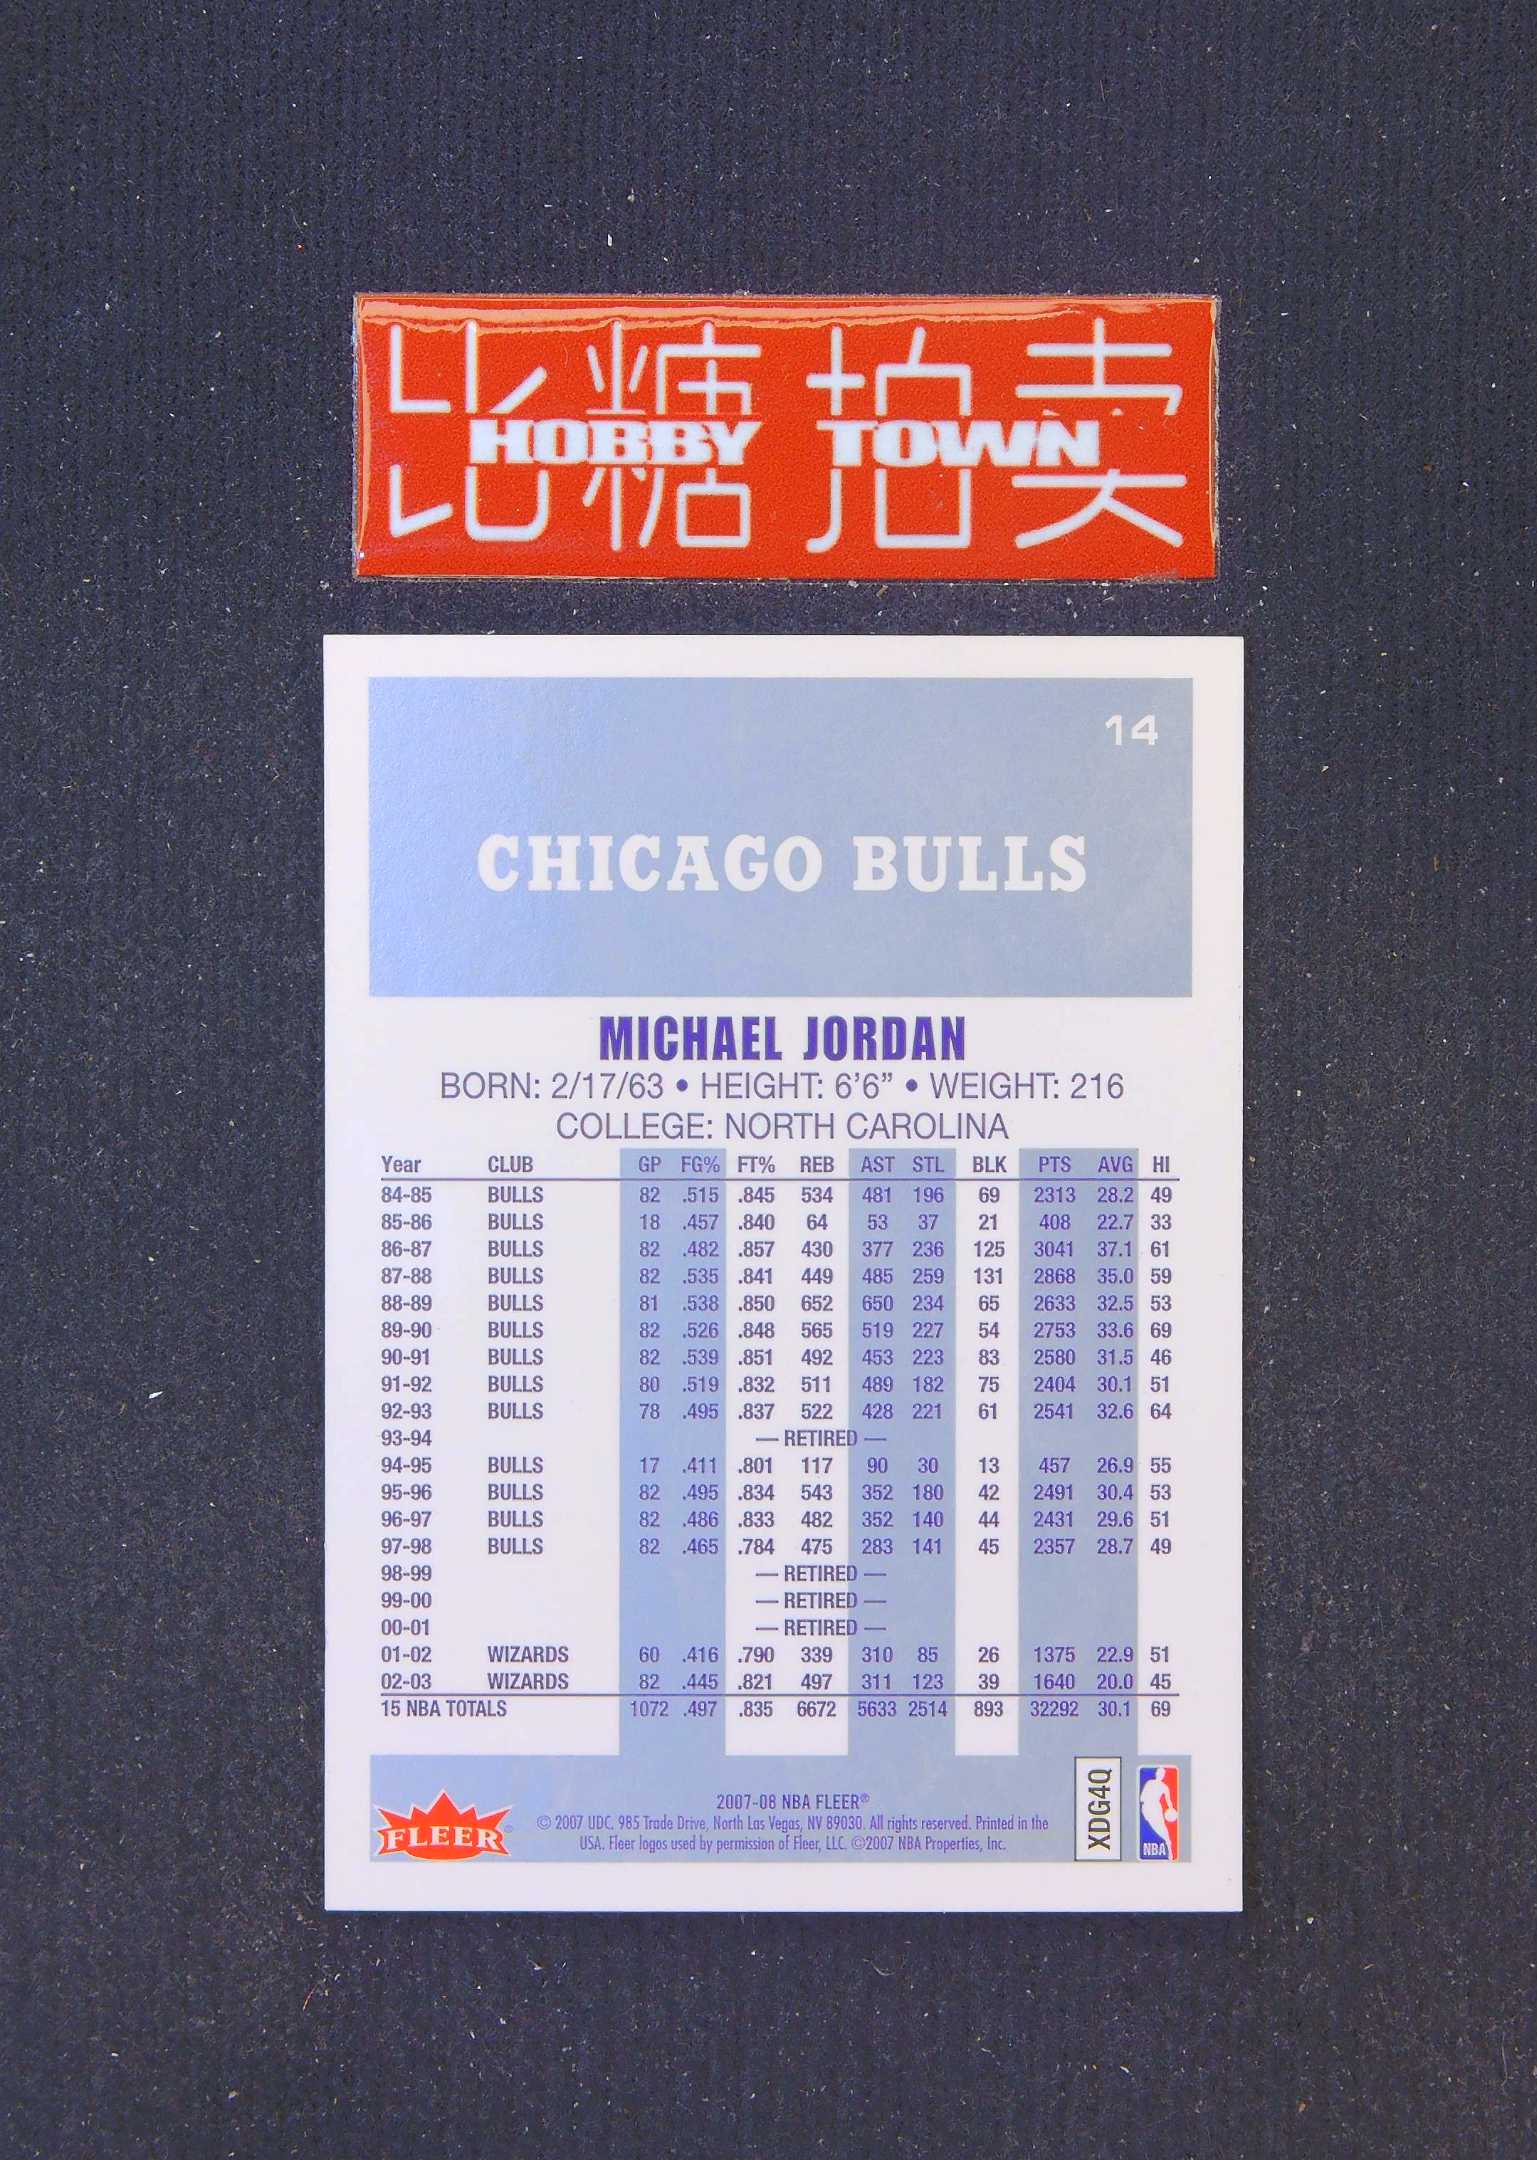 比糖拍卖
HOBBY TOWN
14
CHICAGO BULLS
MICHAEL JORDAN
BORN: 2/17/63 • HEIGHT: 6'6” • WEIGHT: 216
COLLEGE: NORTH CAROLINA
Year CLUB GP FG% FT% REB AST STL BLK PTS AVG HI
84-85 BULLS 82 .515 .845 534 481 196 69 2313 28.2 49
85-86 BULLS 18 .457 .840 64 53 37 21 408 22.7 33
86-87 BULLS 82 .482 .857 430 377 236 125 3041 37.1 61
87-88 BULLS 82 .535 .841 449 485 259 131 2868 35.0 59
88-89 BULLS 81 .538 .850 652 650 234 65 2633 32.5 53
89-90 BULLS 82 .526 .848 565 519 227 54 2753 33.6 69
90-91 BULLS 82 .539 .851 492 453 223 83 2580 31.5 46
91-92 BULLS 80 .519 .832 511 489 182 75 2404 30.1 51
92-93 BULLS 78 .495 .837 522 428 221 61 2541 32.6 64
93-94 — RETIRED —
94-95 BULLS 17 .411 .801 117 90 30 13 457 26.9 55
95-96 BULLS 82 .495 .834 543 352 180 42 2491 30.4 53
96-97 BULLS 82 .486 .833 482 352 140 44 2431 29.6 51
97-98 BULLS 82 .465 .784 475 283 141 45 2357 28.7 49
98-99 — RETIRED —
99-00 — RETIRED —
00-01 — RETIRED —
01-02 WIZARDS 60 .416 .790 339 310 85 26 1375 22.9 51
02-03 WIZARDS 82 .445 .821 497 311 123 39 1640 20.0 45
15 NBA TOTALS 1072 .497 .835 6672 5633 2514 893 32292 30.1 69
FLEER®
2007-08 NBA FLEER®
© 2007 UDC. 985 Trade Drive, North Las Vegas, NV 89030. All rights reserved. Printed in the
USA. Fleer logos used by permission of Fleer, LLC. ©2007 NBA Properties, Inc.
XDG4Q
NBA